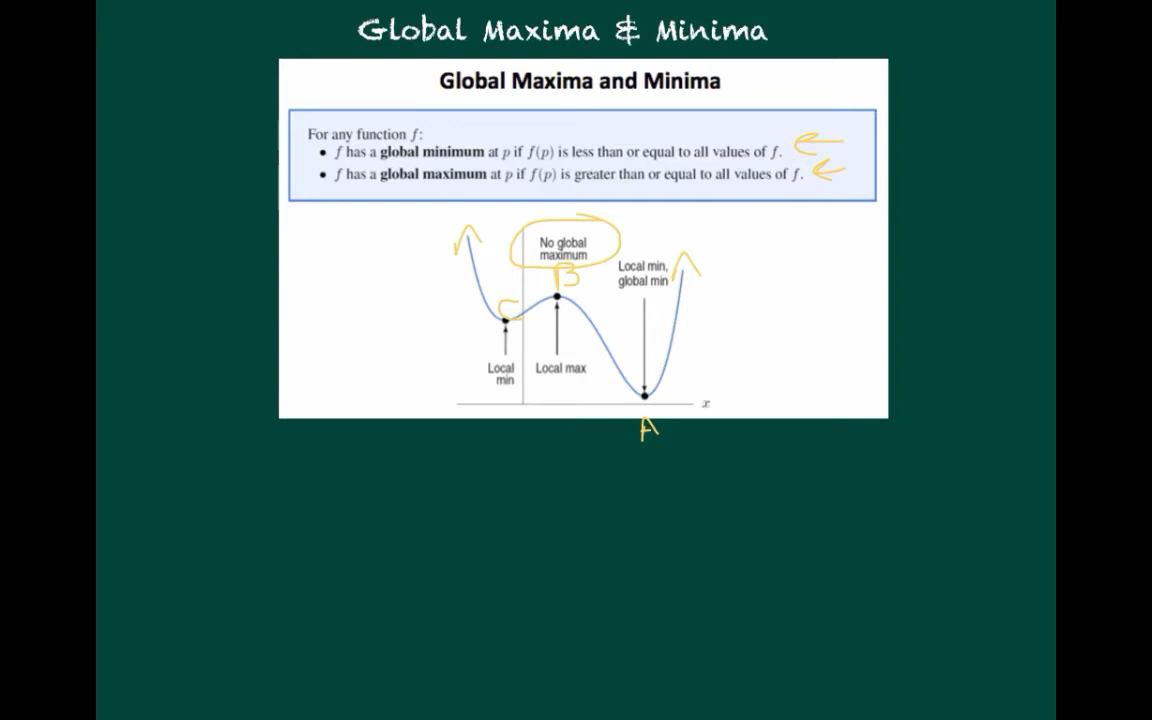 Global Maxima & Minima
Global Maxima and Minima
For any function f:
• f has a global minimum at p if f(p) is less than or equal to all values of f.
• f has a global maximum at p if f(p) is greater than or equal to all values of f.
No global
maximum
B
Local min,
global min
C
Local
min
Local max
x
A